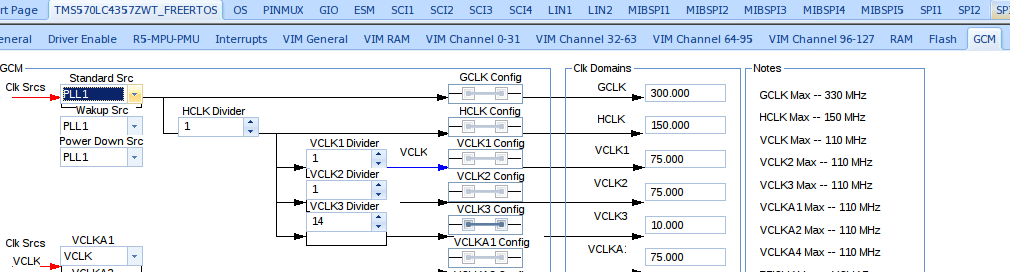 rt Page TMS570LC4357ZWT_FREERTOS OS PINMUX GIO ESM SCI1 SCI2 SCI3 SCI4 LIN1 LIN2 MIBSPI1 MIBSPI2 MIBSPI3 MIBSPI4 MIBSPI5 SPI1 SPI2 SP
eneral Driver Enable R5-MPU-PMU Interrupts VIM General VIM RAM VIM Channel 0-31 VIM Channel 32-63 VIM Channel 64-95 VIM Channel 96-127 RAM Flash GCM
GCM Clk Domains Notes
Standard Src GCLK Config
Clk Srcs PLL1 GCLK 300.000 GCLK Max -- 330 MHz
Wakup Src HCLK Divider HCLK Config
PLL1 1 HCLK 150.000 HCLK Max -- 150 MHz
Power Down Src VCLK1 Divider VCLK1 Config
PLL1 1 VCLK VCLK1 75.000 VCLK Max -- 110 MHz
VCLK2 Max -- 110 MHz
VCLK2 Divider VCLK2 Config
1 VCLK2 75.000 VCLK3 Max -- 110 MHz
VCLK3 Divider VCLK3 Config
14 VCLK3 10.000 VCLKA1 Max -- 110 MHz
VCLKA2 Max -- 110 MHz
Clk Srcs VCLKA1 VCLKA1 Config
VCLK VCLK VCLKA: 75.000 VCLKA4 Max -- 110 MHz
VCLKA2